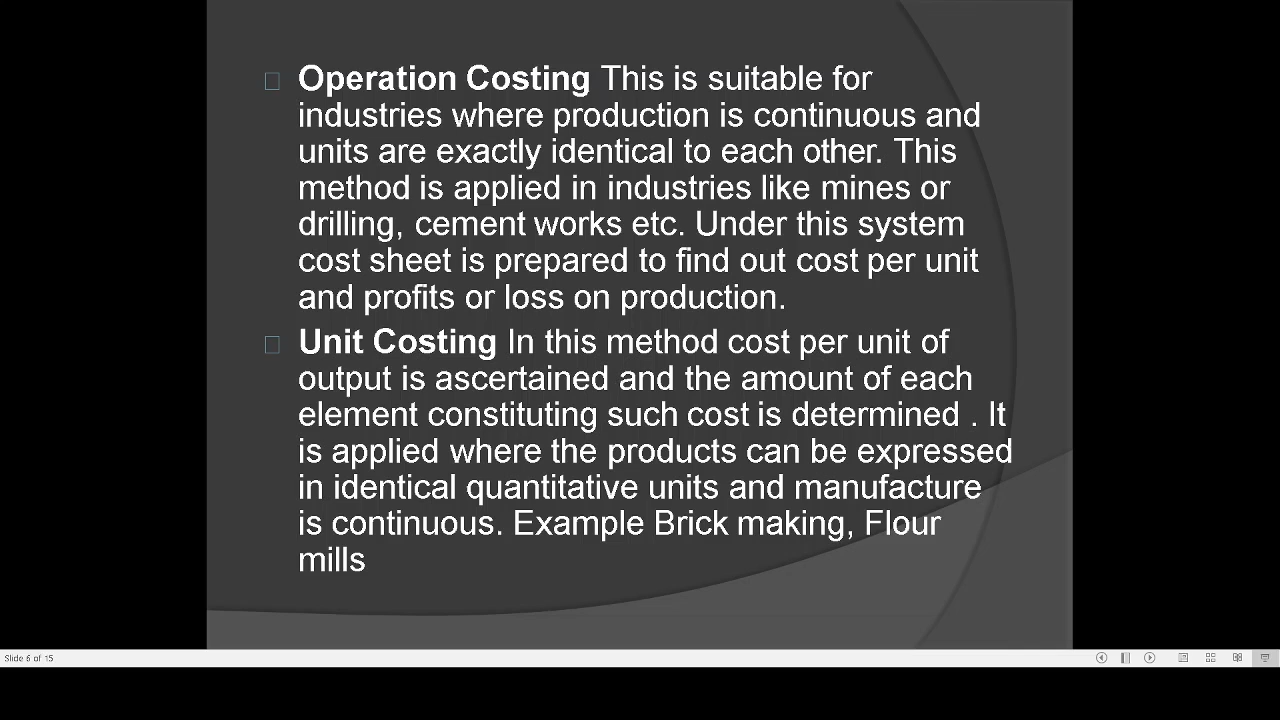 Operation Costing This is suitable for
industries where production is continuous and
units are exactly identical to each other. This
method is applied in industries like mines or
drilling, cement works etc. Under this system
cost sheet is prepared to find out cost per unit
and profits or loss on production.
Unit Costing In this method cost per unit of
output is ascertained and the amount of each
element constituting such cost is determined . It
is applied where the products can be expressed
in identical quantitative units and manufacture
is continuous. Example Brick making, Flour
mills
Slide 6 of 15